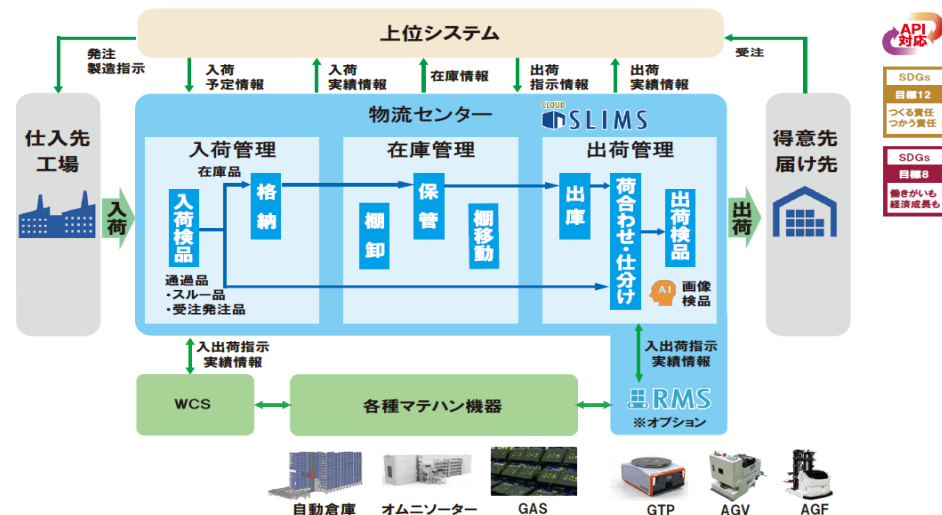 上位システム
API
対応
発注
製造指示
入荷
予定情報
入荷
実績情報
在庫情報
出荷
指示情報
出荷
実績情報
受注
SDGs
目標12
つくる責任
つかう責任
SDGs
目標8
働きがいも
経済成長も
仕入先
工場
入荷
物流センター
CLOUD
SLIMS
入荷管理
在庫品
入荷検品
格納
通過品
・スルー品
・受注発注品
在庫管理
棚卸
保管
棚移動
出荷管理
出庫
荷合わせ・仕分け
出荷検品
AI
画像
検品
出荷
得意先
届け先
入出荷指示
実績情報
入出荷指示
実績情報
WCS
各種マテハン機器
RMS
※オプション
自動倉庫
オムニソーター
GAS
GTP
AGV
AGF